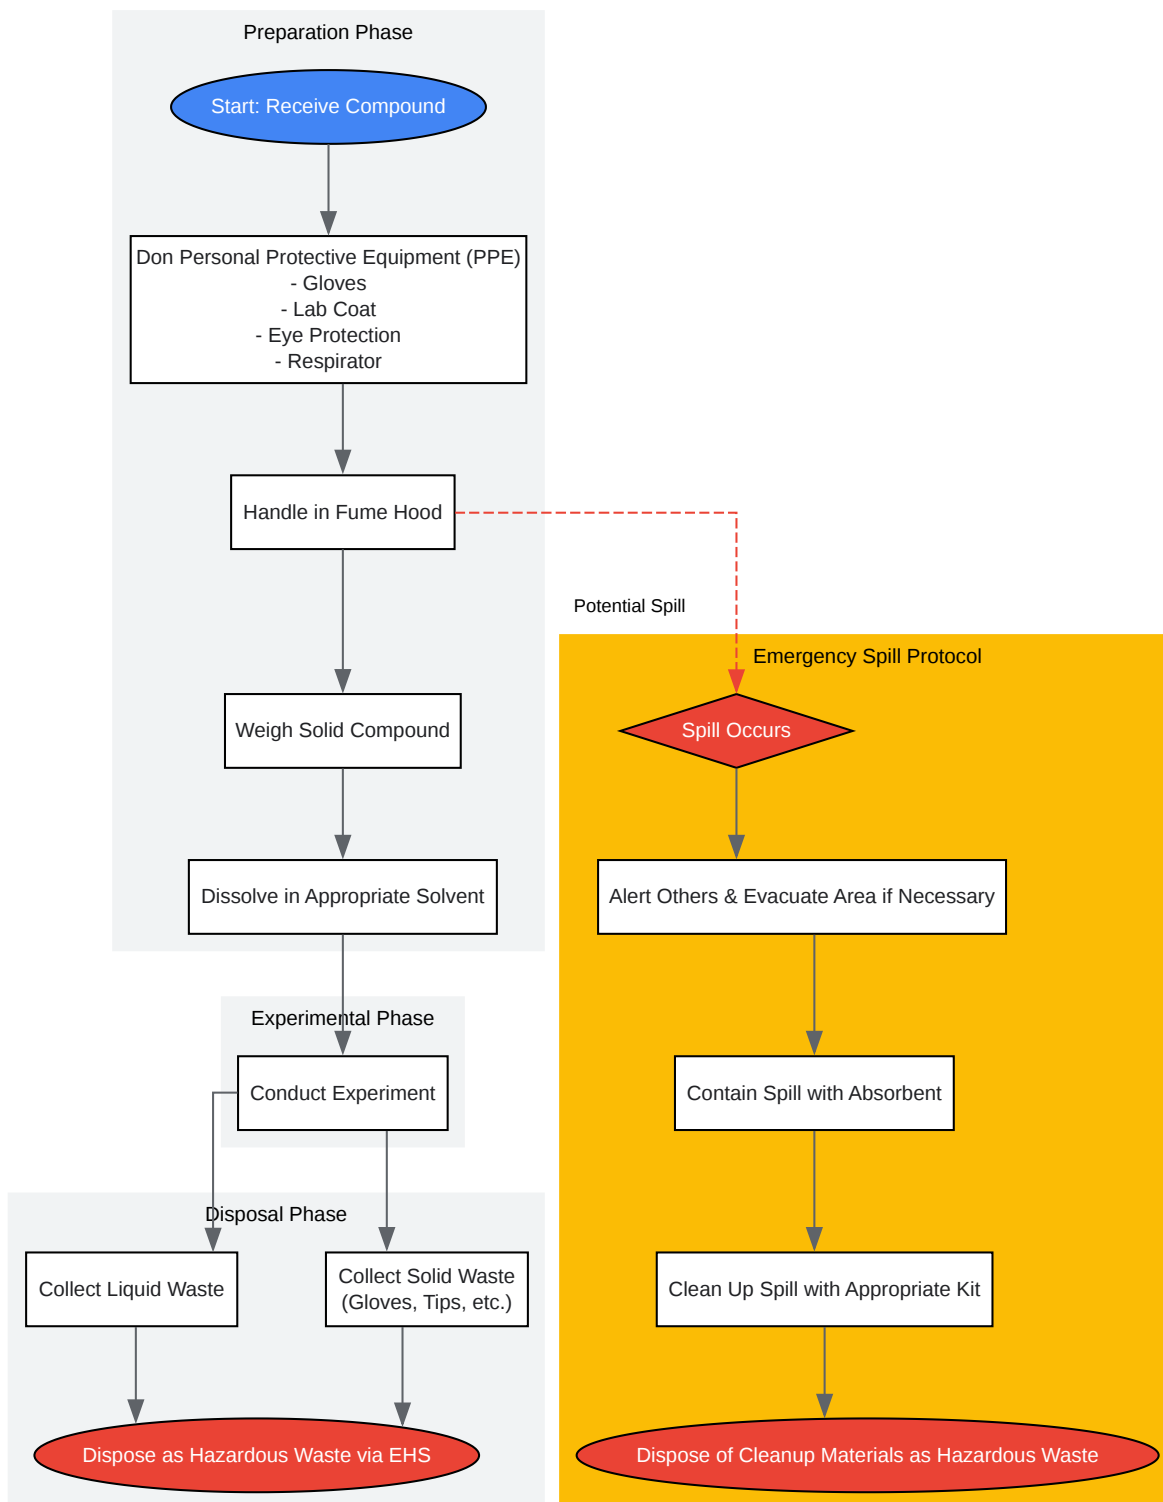 Preparation Phase
Start: Receive Compound
Don Personal Protective Equipment (PPE)
- Gloves
- Lab Coat
- Eye Protection
- Respirator
Handle in Fume Hood
Potential Spill
Emergency Spill Protocol
Weigh Solid Compound
Spill Occurs
Dissolve in Appropriate Solvent
Alert Others & Evacuate Area if Necessary
Experimental Phase
Conduct Experiment
Contain Spill with Absorbent
Disposal Phase
Collect Liquid Waste
Collect Solid Waste
(Gloves, Tips, etc.)
Clean Up Spill with Appropriate Kit
Dispose as Hazardous Waste via EHS
Dispose of Cleanup Materials as Hazardous Waste